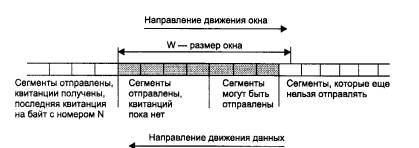 Направление движения окна
W — размер окна
Сегменты отправлены,
квитанции получены,
последняя квитанция
на байт с номером N
Сегменты
отправлены,
квитанций
пока нет
Сегменты
могут быть
отправлены
Сегменты, которые еще
нельзя отправлять
Направление движения данных